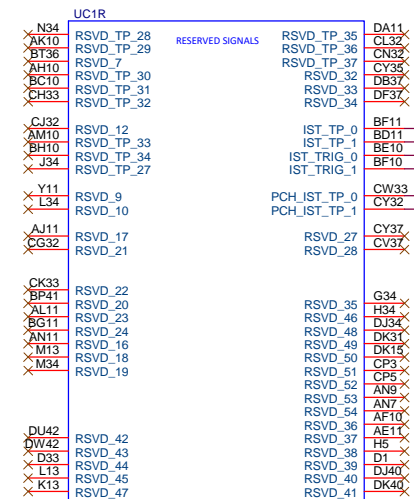 UC1R
RESERVED SIGNALS
N34 RSVD_TP_28 RSVD_TP_35 DA11
AK10 RSVD_TP_29 RSVD_TP_36 CL32
BT36 RSVD_7 RSVD_TP_37 CN32
AH10 RSVD_TP_30 RSVD_32 CY35
BC10 RSVD_TP_31 RSVD_33 DB37
CH33 RSVD_TP_32 RSVD_34 DF37
CJ32 RSVD_12 IST_TP_0 BF11
AM10 RSVD_TP_33 IST_TP_1 BD11
BH10 RSVD_TP_34 IST_TRIG_0 BE10
J34 RSVD_TP_27 IST_TRIG_1 BF10
Y11 RSVD_9 PCH_IST_TP_0 CW33
L34 RSVD_10 PCH_IST_TP_1 CY32
AJ11 RSVD_17 RSVD_27 CY37
CG32 RSVD_21 RSVD_28 CV37
CK33 RSVD_22
BP41 RSVD_20 RSVD_35 G34
AL11 RSVD_23 RSVD_46 H34
BG11 RSVD_24 RSVD_48 DJ34
AN11 RSVD_16 RSVD_49 DK31
M13 RSVD_18 RSVD_50 DK15
M34 RSVD_19 RSVD_51 CP3
RSVD_52 CP5
RSVD_53 AN9
RSVD_54 AN7
RSVD_36 AF10
DU42 RSVD_42 RSVD_37 AE11
DW42 RSVD_43 RSVD_38 H5
D33 RSVD_44 RSVD_39 D1
L13 RSVD_45 RSVD_40 DJ40
K13 RSVD_47 RSVD_41 DK40